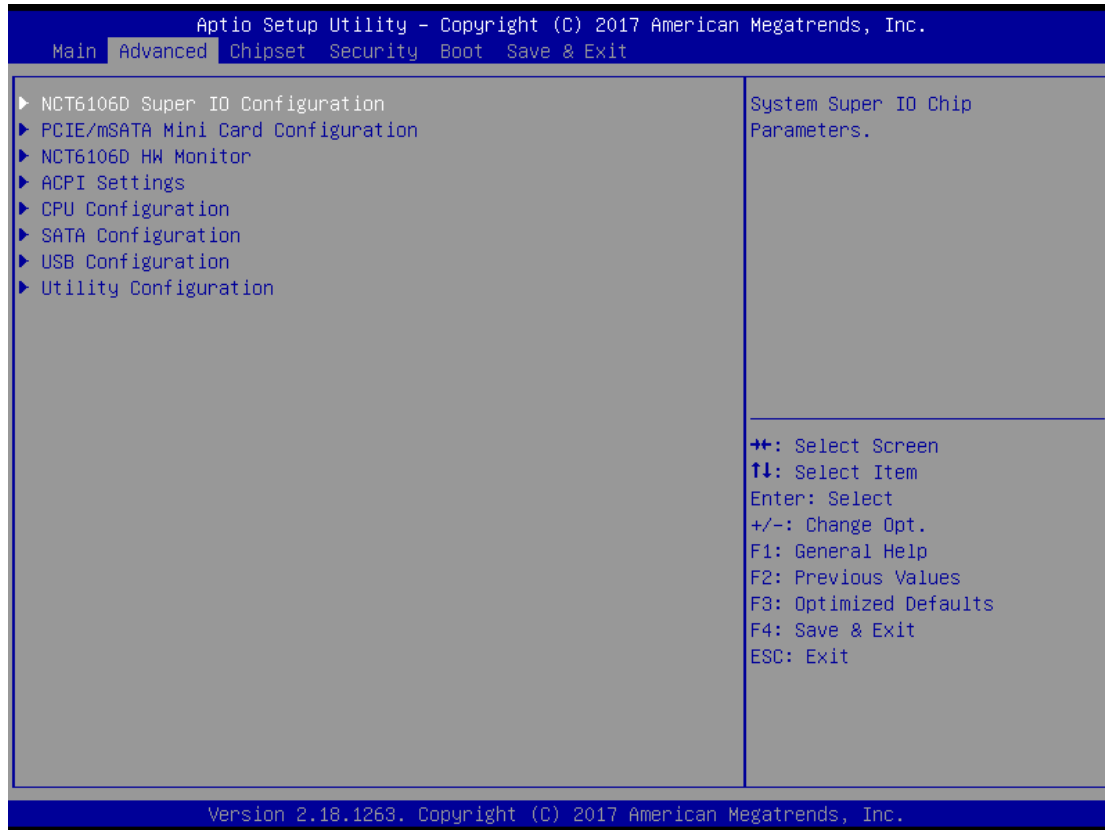 Aptio Setup Utility – Copyright (C) 2017 American Megatrends, Inc.
Main Advanced Chipset Security Boot Save & Exit
▶ NCT6106D Super IO Configuration
▶ PCIE/mSATA Mini Card Configuration
▶ NCT6106D HW Monitor
▶ ACPI Settings
▶ CPU Configuration
▶ SATA Configuration
▶ USB Configuration
▶ Utility Configuration
System Super IO Chip
Parameters.
→←: Select Screen
↑↓: Select Item
Enter: Select
+/-: Change Opt.
F1: General Help
F2: Previous Values
F3: Optimized Defaults
F4: Save & Exit
ESC: Exit
Version 2.18.1263. Copyright (C) 2017 American Megatrends, Inc.